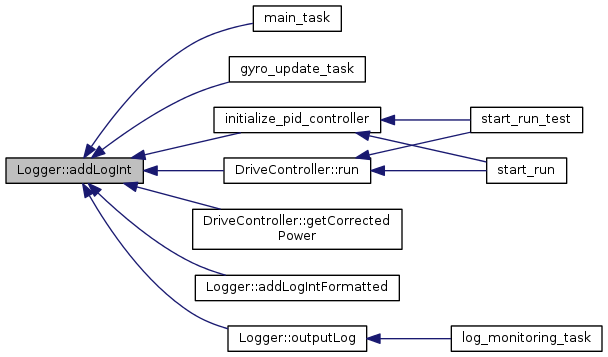 main_task
gyro_update_task
initialize_pid_controller
start_run_test
Logger::addLogInt
DriveController::run
start_run
DriveController::getCorrected
Power
Logger::addLogIntFormatted
Logger::outputLog
log_monitoring_task